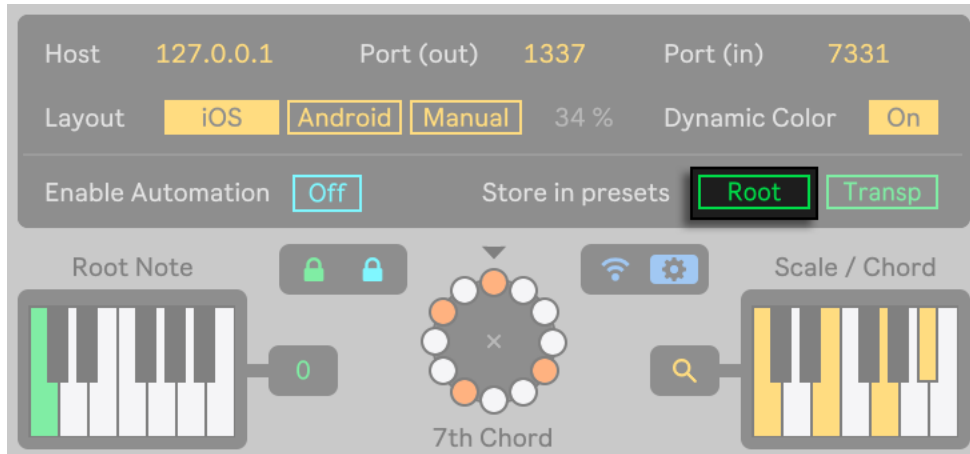 Host 127.0.0.1 Port (out) 1337 Port (in) 7331
Layout iOS Android Manual 34 % Dynamic Color On
Enable Automation Off Store in presets Root Transp
Root Note Scale / Chord
0
7th Chord